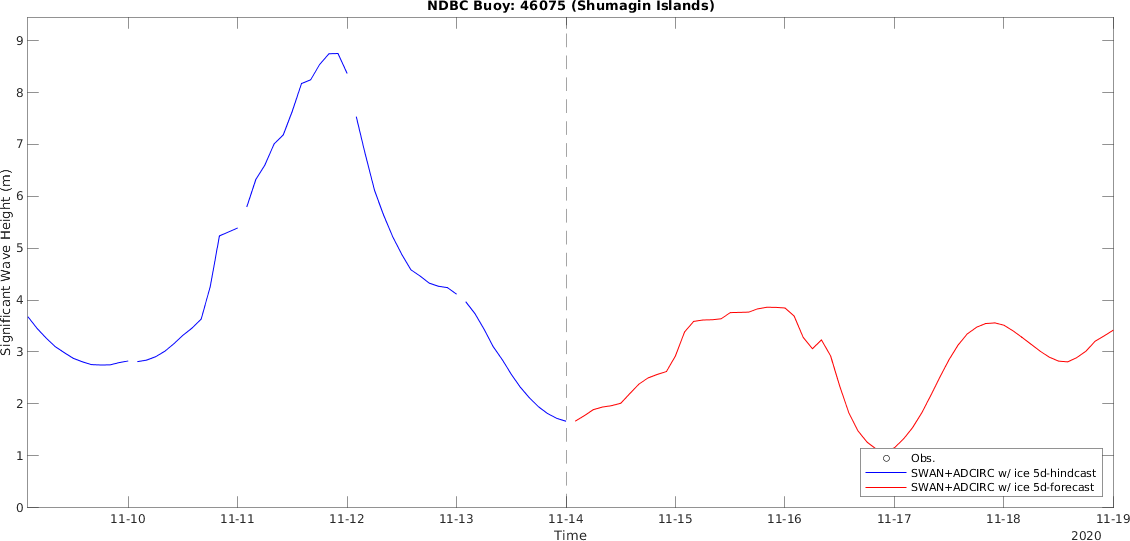 NDBC Buoy: 46075 (Shumagin Islands)
Significant Wave Height (m)
9
8
7
6
5
4
3
2
1
0
Obs.
SWAN+ADCIRC w/ ice 5d-hindcast
SWAN+ADCIRC w/ ice 5d-forecast
11-10 11-11 11-12 11-13 11-14 11-15 11-16 11-17 11-18 11-19
Time
2020